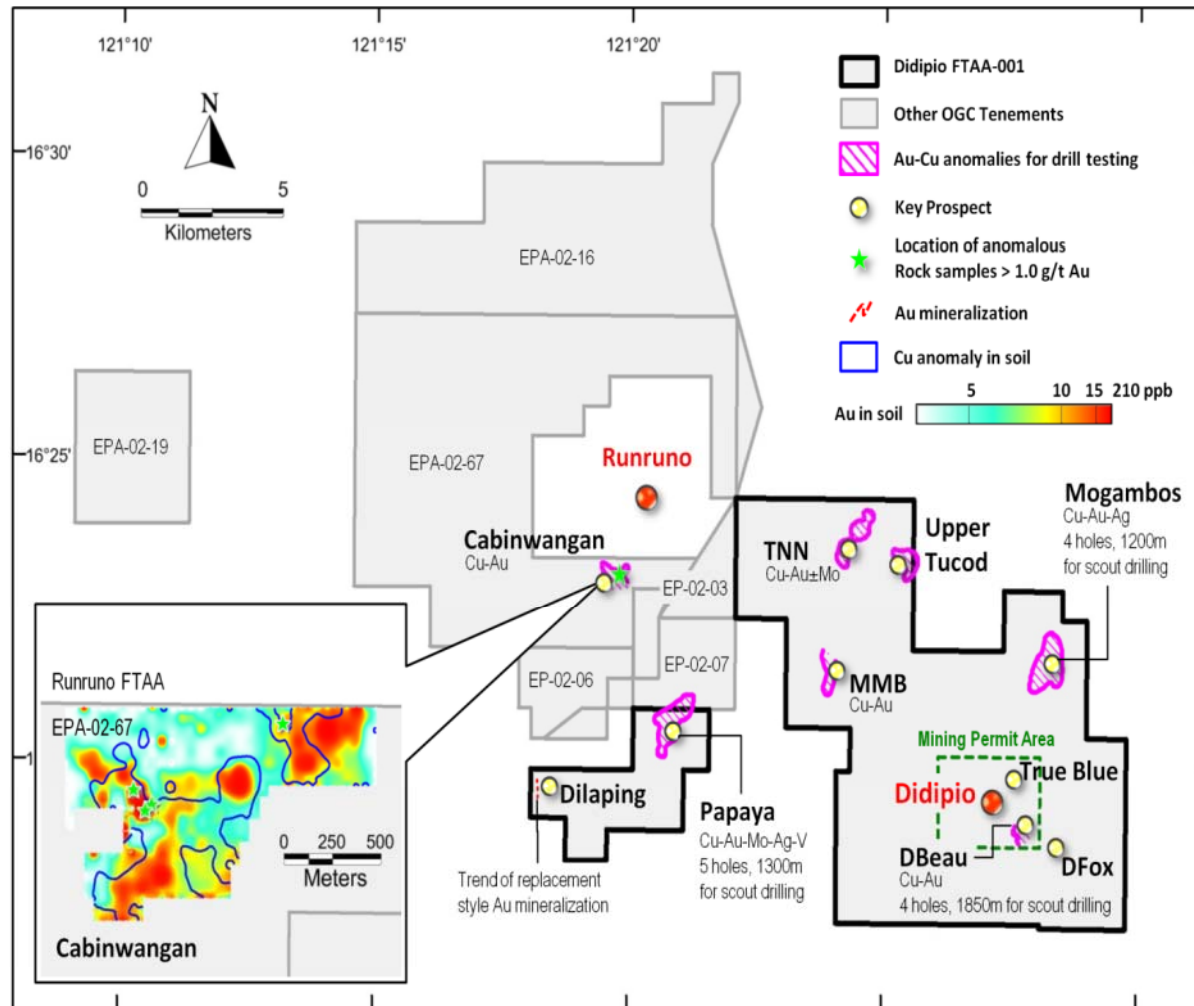 121°10'
121°15'
121°20'
N
0 5
Kilometers
16°30'
16°25'
Didipio FTAA-001
Other OGC Tenements
Au-Cu anomalies for drill testing
Key Prospect
Location of anomalous
Rock samples > 1.0 g/t Au
Au mineralization
Cu anomaly in soil
5 10 15 210 ppb
Au in soil
EPA-02-16
EPA-02-19
EPA-02-67
Runruno
Cabinwangan
Cu-Au
EP-02-03
EP-02-06
EP-02-07
TNN
Cu-Au±Mo
Upper
Tucod
Mogambos
Cu-Au-Ag
4 holes, 1200m
for scout drilling
MMB
Cu-Au
Mining Permit Area
True Blue
Didipio
DBeau
Cu-Au
4 holes, 1850m for scout drilling
DFox
Dilaping
Trend of replacement
style Au mineralization
Papaya
Cu-Au-Mo-Ag-V
5 holes, 1300m
for scout drilling
Runruno FTAA
EPA-02-67
0 250 500
Meters
Cabinwangan
121°10'
121°15'
121°20'